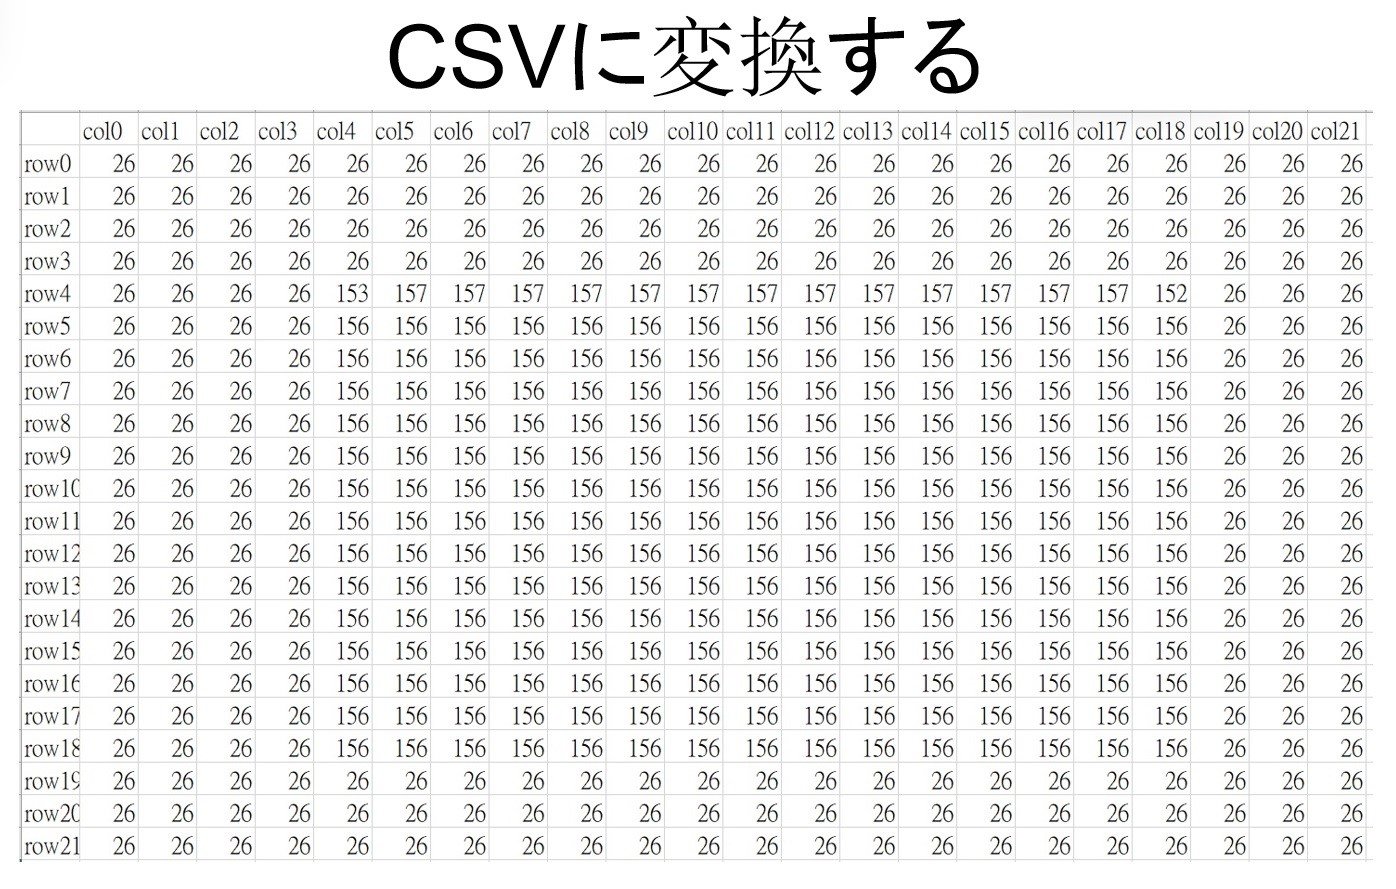 CSVに変換する
col0 col1 col2 col3 col4 col5 col6 col7 col8 col9 col10 col11 col12 col13 col14 col15 col16 col17 col18 col19 col20 col21
row0 26 26 26 26 26 26 26 26 26 26 26 26 26 26 26 26 26 26 26 26 26 26
row1 26 26 26 26 26 26 26 26 26 26 26 26 26 26 26 26 26 26 26 26 26 26
row2 26 26 26 26 26 26 26 26 26 26 26 26 26 26 26 26 26 26 26 26 26 26
row3 26 26 26 26 26 26 26 26 26 26 26 26 26 26 26 26 26 26 26 26 26 26
row4 26 26 26 26 153 157 157 157 157 157 157 157 157 157 157 157 157 157 152 26 26 26
row5 26 26 26 26 156 156 156 156 156 156 156 156 156 156 156 156 156 156 156 26 26 26
row6 26 26 26 26 156 156 156 156 156 156 156 156 156 156 156 156 156 156 156 26 26 26
row7 26 26 26 26 156 156 156 156 156 156 156 156 156 156 156 156 156 156 156 26 26 26
row8 26 26 26 26 156 156 156 156 156 156 156 156 156 156 156 156 156 156 156 26 26 26
row9 26 26 26 26 156 156 156 156 156 156 156 156 156 156 156 156 156 156 156 26 26 26
row10 26 26 26 26 156 156 156 156 156 156 156 156 156 156 156 156 156 156 156 26 26 26
row11 26 26 26 26 156 156 156 156 156 156 156 156 156 156 156 156 156 156 156 26 26 26
row12 26 26 26 26 156 156 156 156 156 156 156 156 156 156 156 156 156 156 156 26 26 26
row13 26 26 26 26 156 156 156 156 156 156 156 156 156 156 156 156 156 156 156 26 26 26
row14 26 26 26 26 156 156 156 156 156 156 156 156 156 156 156 156 156 156 156 26 26 26
row15 26 26 26 26 156 156 156 156 156 156 156 156 156 156 156 156 156 156 156 26 26 26
row16 26 26 26 26 156 156 156 156 156 156 156 156 156 156 156 156 156 156 156 26 26 26
row17 26 26 26 26 156 156 156 156 156 156 156 156 156 156 156 156 156 156 156 26 26 26
row18 26 26 26 26 156 156 156 156 156 156 156 156 156 156 156 156 156 156 156 26 26 26
row19 26 26 26 26 26 26 26 26 26 26 26 26 26 26 26 26 26 26 26 26 26 26
row20 26 26 26 26 26 26 26 26 26 26 26 26 26 26 26 26 26 26 26 26 26 26
row21 26 26 26 26 26 26 26 26 26 26 26 26 26 26 26 26 26 26 26 26 26 26